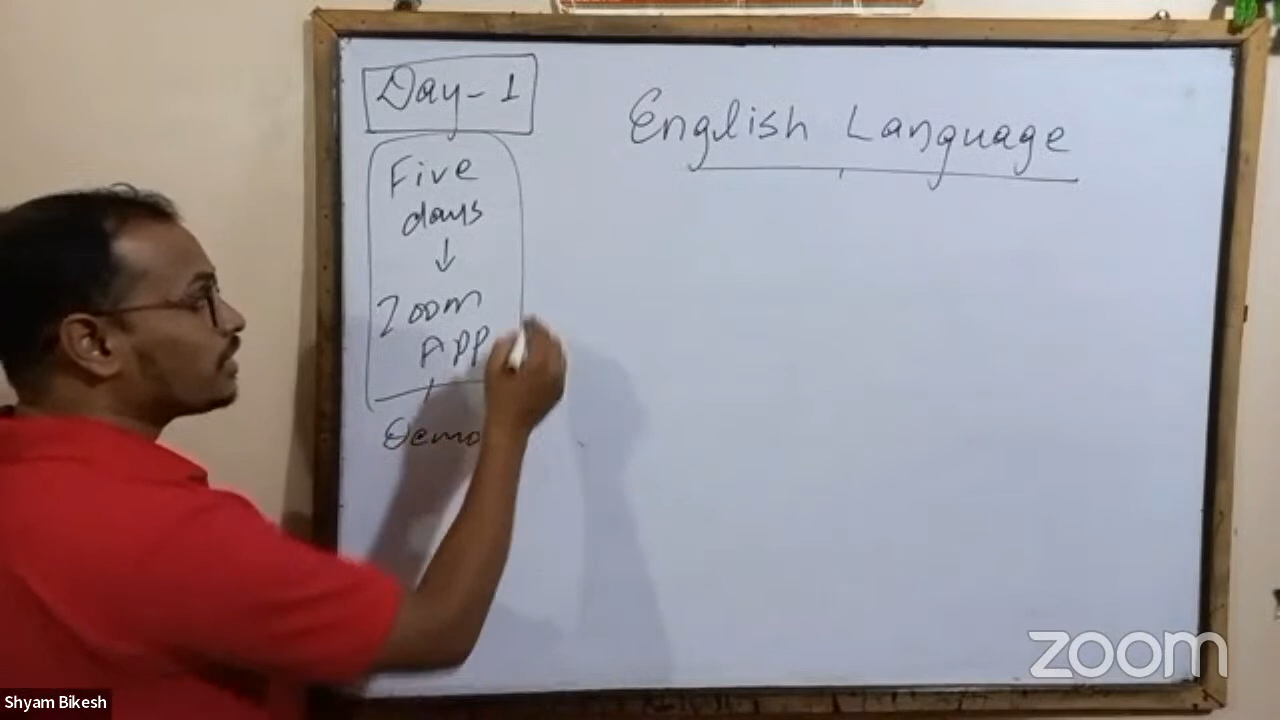 Day-1
English Language
Five
days
↓
Zoom
App
Demo
zoom
Shyam Bikesh